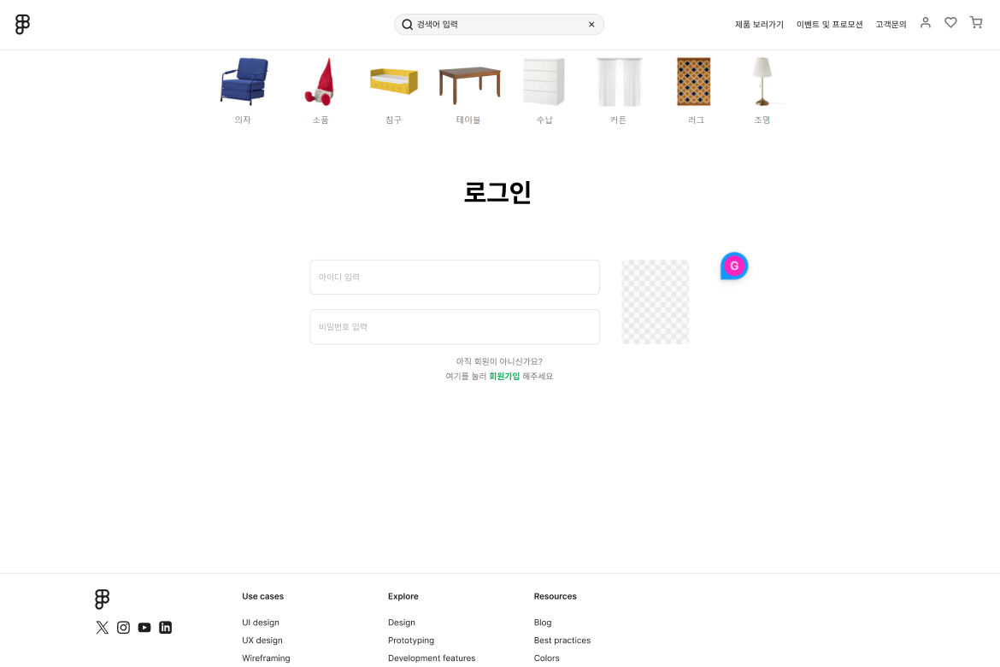 경색어 입력
제품 보러가기 이벤트 및 프로모션 고객문의
의자 소품 침구 테이블 수납 커튼 러그 조명
로그인
아이디 입력
G
비밀번호 입력
아직 회원이 아니신가요?
여기를 눌러 회원가입 해주세요
Use cases Explore Resources
UI design Design Blog
UX design Prototyping Best practices
Wireframing Development features Colors